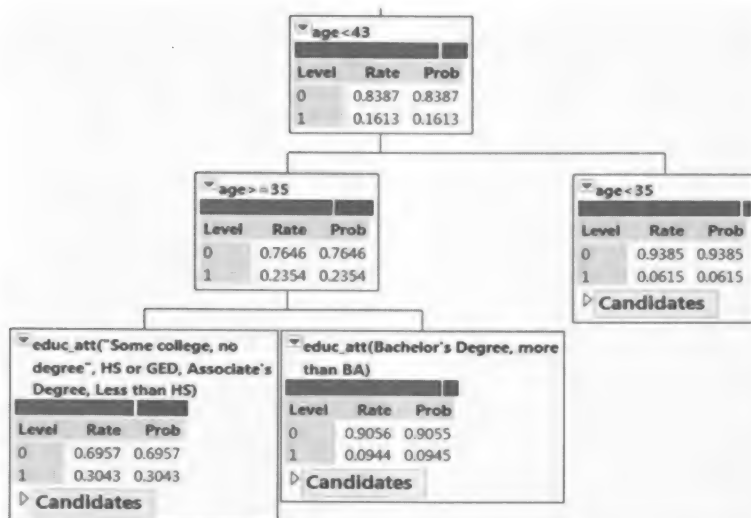 age<43
Level Rate Prob
0 0.8387 0.8387
1 0.1613 0.1613
age>=35
Level Rate Prob
0 0.7646 0.7646
1 0.2354 0.2354
age<35
Level Rate Prob
0 0.9385 0.9385
1 0.0615 0.0615
Candidates
educ_att("Some college, no
degree", HS or GED, Associate's
Degree, Less than HS)
Level Rate Prob
0 0.6957 0.6957
1 0.3043 0.3043
Candidates
educ_att(Bachelor's Degree, more
than BA)
Level Rate Prob
0 0.9056 0.9055
1 0.0944 0.0945
Candidates